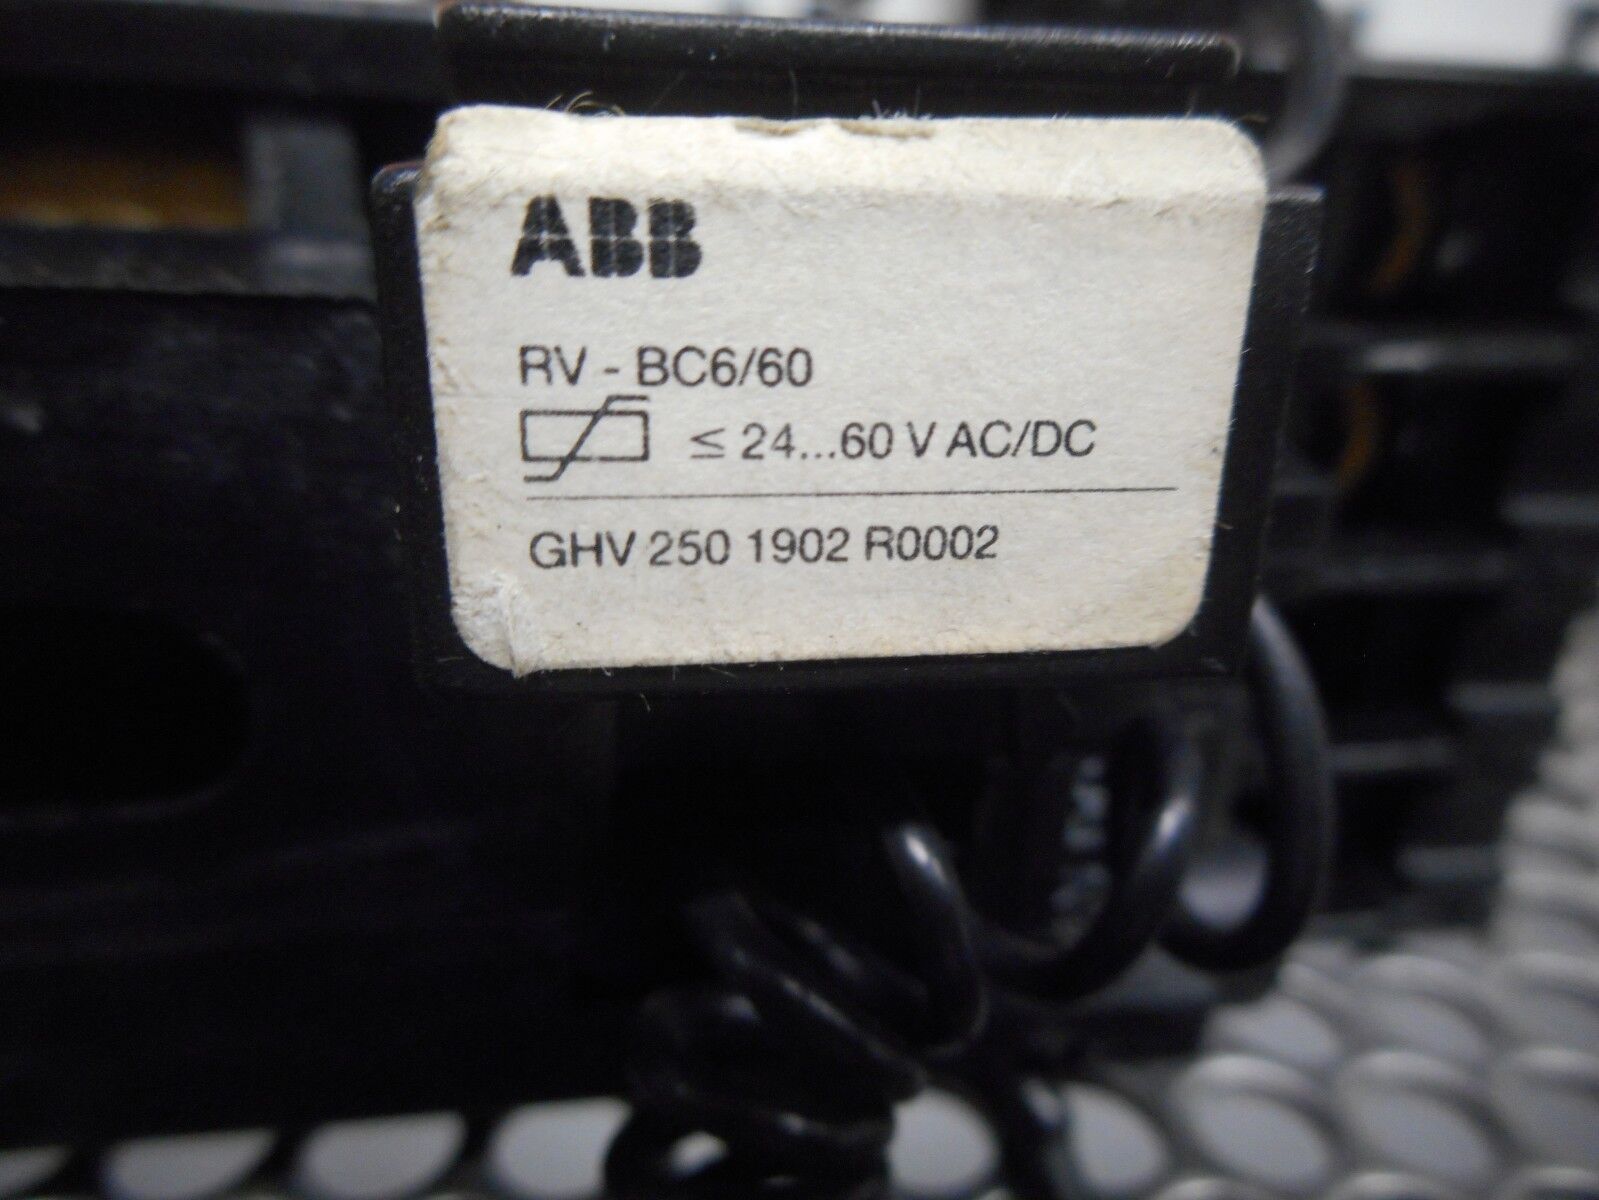 ABB
RV - BC6/60
≤ 24...60 V AC/DC
GHV 250 1902 R0002